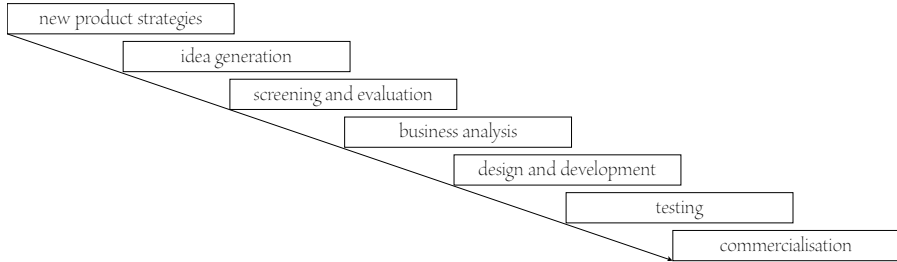 new product strategies
idea generation
screening and evaluation
business analysis
design and development
testing
commercialisation